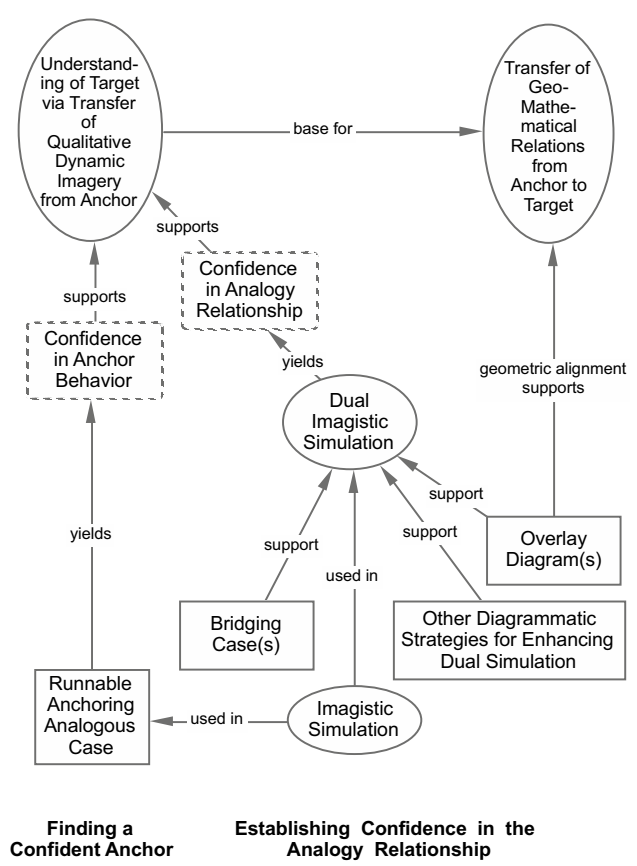 Understand-
ing of Target
via Transfer
of
Qualitative
Dynamic
Imagery
from Anchor
base for
Transfer of
Geo-
Mathe-
matical
Relations
from
Anchor to
Target
supports
Confidence
in Analogy
Relationship
supports
Confidence
in Anchor
Behavior
yields
Dual
Imagistic
Simulation
geometric alignment
supports
support
Overlay
Diagram(s)
yields
support
support
used in
Bridging
Case(s)
Other Diagrammatic
Strategies for Enhancing
Dual Simulation
Runnable
Anchoring
Analogous
Case
used in
Imagistic
Simulation
Finding a
Confident Anchor
Establishing Confidence in the
Analogy Relationship